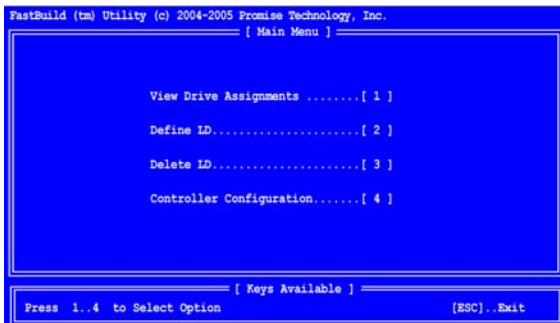 FastBuild (tm) Utility (c) 2004-2005 Promise Technology, Inc.
[ Main Menu ]
View Drive Assignments ........[ 1 ]
Define LD......................[ 2 ]
Delete LD......................[ 3 ]
Controller Configuration.......[ 4 ]
[ Keys Available ]
Press 1..4 to Select Option [ESC]..Exit